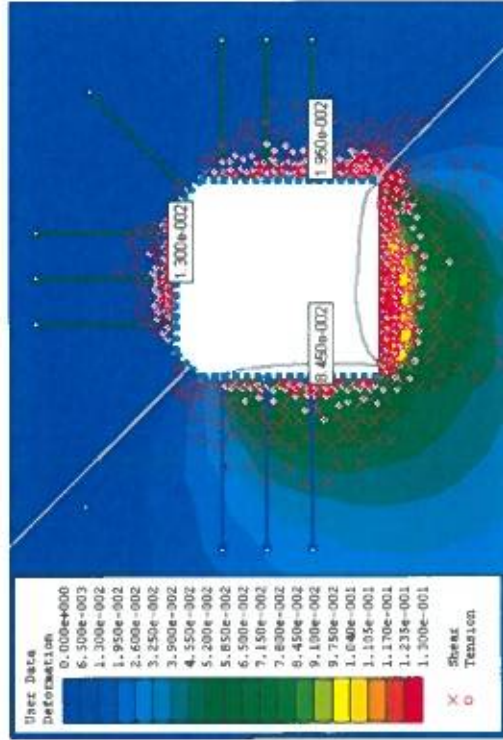 User Data
Deformation
0.000e+000
6.500e-003
1.300e-002
1.950e-002
2.600e-002
3.250e-002
3.900e-002
4.550e-002
5.200e-002
5.850e-002
6.500e-002
7.150e-002
7.800e-002
8.450e-002
9.100e-002
9.750e-002
1.040e-001
1.105e-001
1.170e-001
1.235e-001
1.300e-001
Shear
Tension
1.300e-002
1.950e-002
8.450e-002